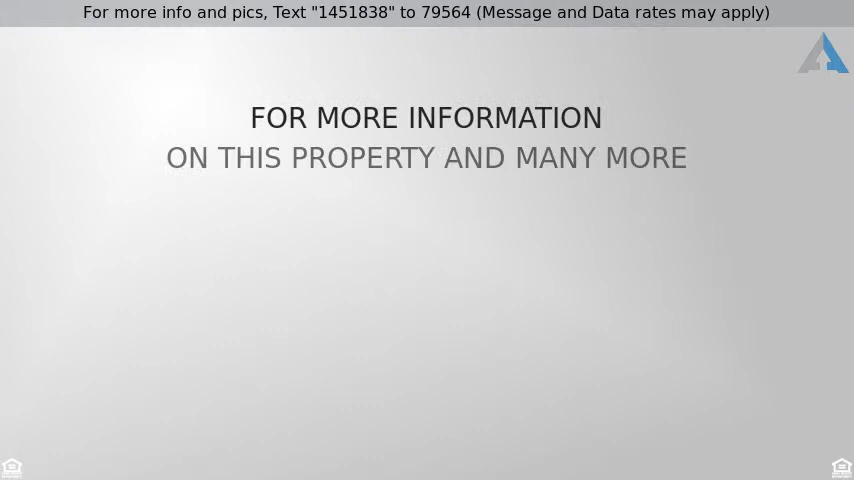 For more info and pics, Text "1451838" to 79564 (Message and Data rates may apply)
FOR MORE INFORMATION
ON THIS PROPERTY AND MANY MORE